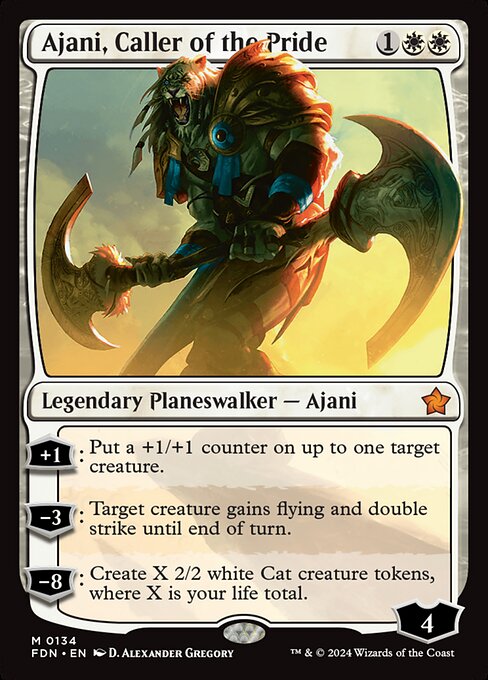 Ajani, Caller of the Pride 1
Legendary Planeswalker — Ajani
+1 : Put a +1/+1 counter on up to one target
creature.
−3 : Target creature gains flying and double
strike until end of turn.
−8 : Create X 2/2 white Cat creature tokens,
where X is your life total.
4
M 0134
FDN • EN D. Alexander Gregory ™ & © 2024 Wizards of the Coast